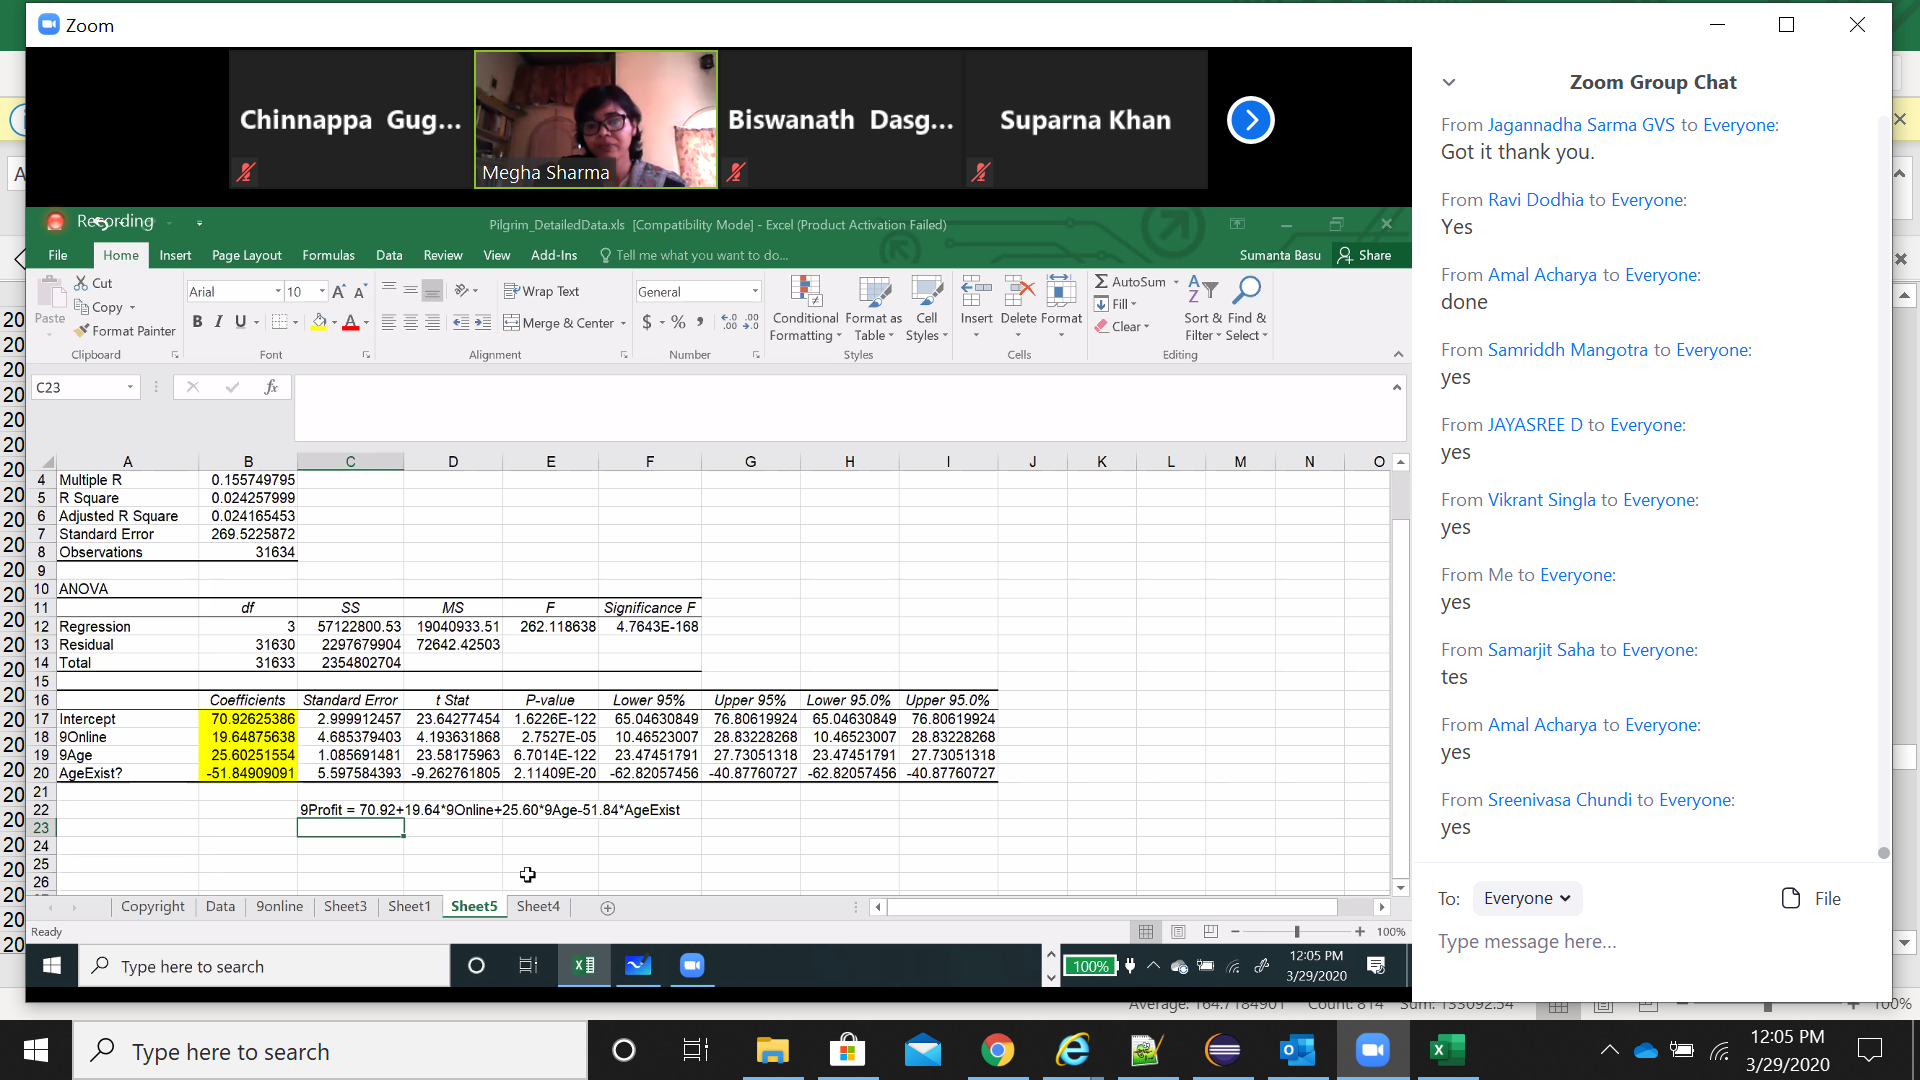 Zoom
Chinnappa Gug...
Megha Sharma
Biswanath Dasg...
Suparna Khan
Recording
Pilgrim_DetailedData.xls [Compatibility Mode] - Excel (Product Activation Failed)
File Home Insert Page Layout Formulas Data Review View Add-Ins Tell me what you want to do... Sumanta Basu Share
Paste
Cut
Copy
Format Painter
Clipboard
Arial 10 A A
B I U A
Font
Wrap Text
Merge & Center
Alignment
General
$ % ,
Number
Conditional Formatting
Format as Table
Cell Styles
Styles
Insert Delete Format
Cells
AutoSum
Fill
Clear
Sort & Filter
Find & Select
Editing
C23 fx
A B C D E F G H I J K L M N O
4 Multiple R 0.155749795
5 R Square 0.024257999
6 Adjusted R Square 0.024165453
7 Standard Error 269.5225872
8 Observations 31634
9
10 ANOVA
11 df SS MS F Significance F
12 Regression 3 57122800.53 19040933.51 262.118638 4.7643E-168
13 Residual 31630 2297679904 72642.42503
14 Total 31633 2354802704
15
16 Coefficients Standard Error t Stat P-value Lower 95% Upper 95% Lower 95.0% Upper 95.0%
17 Intercept 70.92625386 2.999912457 23.64277454 1.6226E-122 65.04630849 76.80619924 65.04630849 76.80619924
18 9Online 19.64875638 4.685379403 4.193631868 2.7527E-05 10.46523007 28.83228268 10.46523007 28.83228268
19 9Age 25.60251554 1.085691481 23.58175963 6.7014E-122 23.47451791 27.73051318 23.47451791 27.73051318
20 AgeExist? -51.84909091 5.597584393 -9.262761805 2.11409E-20 -62.82057456 -40.87760727 -62.82057456 -40.87760727
21
22 9Profit = 70.92+19.64*9Online+25.60*9Age-51.84*AgeExist
23
24
25
26
Copyright Data 9online Sheet3 Sheet1 Sheet5 Sheet4
Ready 100%
Type here to search
100%
12:05 PM
3/29/2020
Zoom Group Chat
From Jagannadha Sarma GVS to Everyone:
Got it thank you.
From Ravi Dodhia to Everyone:
Yes
From Amal Acharya to Everyone:
done
From Samriddh Mangotra to Everyone:
yes
From JAYASREE D to Everyone:
yes
From Vikrant Singla to Everyone:
yes
From Me to Everyone:
yes
From Samarjit Saha to Everyone:
tes
From Amal Acharya to Everyone:
yes
From Sreenivasa Chundi to Everyone:
yes
To: Everyone File
Type message here...
Average: 164.7184901 Count: 814 Sum: 133092.54 100%
Type here to search
12:05 PM
3/29/2020